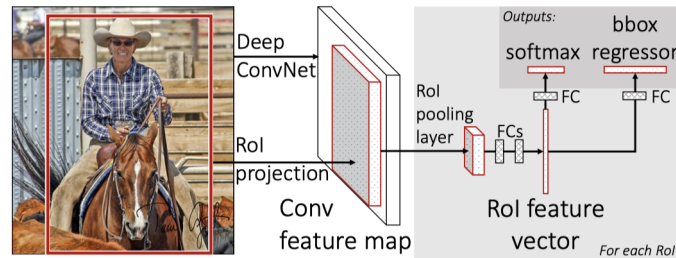 Deep
ConvNet
RoI
projection
Conv
feature map
RoI
pooling
layer
FCs
RoI feature
vector
Outputs:
softmax
bbox
regressor
FC
FC
For each RoI